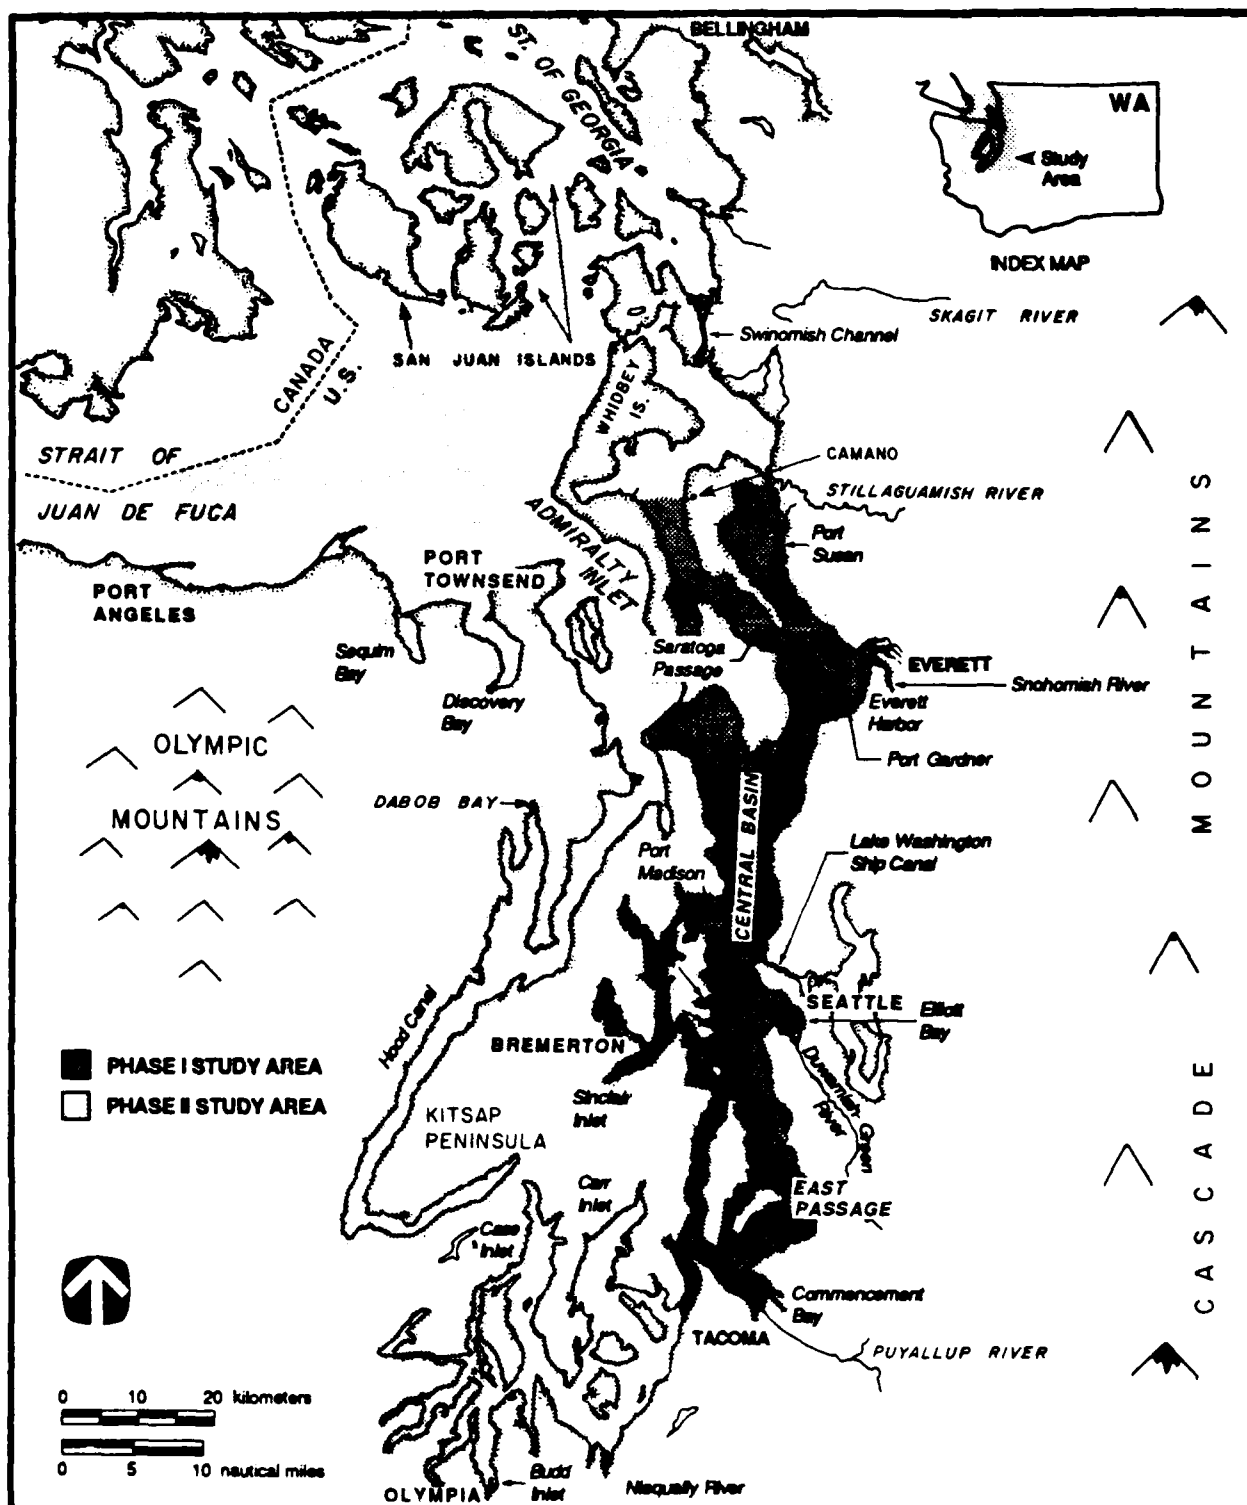 BELLINGHAM
ST. OF GEORGIA
WA
Study
Area
INDEX MAP
SKAGIT RIVER
Swinomish Channel
SAN JUAN ISLANDS
CANADA
U.S.
WHIDBEY
IS.
STRAIT OF
JUAN DE FUCA
CAMANO
STILLAGUAMISH RIVER
ADMIRALTY
INLET
Port
Susan
PORT
TOWNSEND
PORT
ANGELES
Sequim
Bay
Discovery
Bay
Saratoga
Passage
EVERETT
Snohomish River
Everett
Harbor
Port Gardner
OLYMPIC
MOUNTAINS
DABOB BAY
CENTRAL BASIN
Port
Madison
Lake Washington
Ship Canal
SEATTLE
Elliott
Bay
Hood Canal
BREMERTON
Sinclair
Inlet
Duwamish Green
River
PHASE I STUDY AREA
PHASE II STUDY AREA
KITSAP
PENINSULA
Carr
Inlet
Case
Inlet
EAST
PASSAGE
Commencement
Bay
TACOMA
PUYALLUP RIVER
CASCADE MOUNTAINS
0 10 20 kilometers
0 5 10 nautical miles
OLYMPIA
Budd
Inlet
Nisqually River